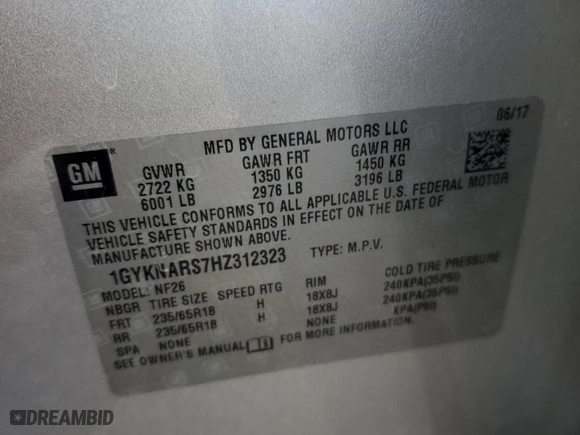 06/17
MFD BY GENERAL MOTORS LLC
GM ®
GVWR GAWR FRT GAWR RR
2722 KG 1350 KG 1450 KG
6001 LB 2976 LB 3196 LB
THIS VEHICLE CONFORMS TO ALL APPLICABLE U.S. FEDERAL MOTOR
VEHICLE SAFETY STANDARDS IN EFFECT ON THE DATE OF
MANUFACTURE SHOWN ABOVE.
1GYKNARS7HZ312323 TYPE: M.P.V.
MODEL: NF26
NBGR TIRE SIZE SPEED RTG RIM COLD TIRE PRESSURE
FRT 235/65R18 H 18X8J 240KPA(35PSI)
RR 235/65R18 H 18X8J 240KPA(35PSI)
SPA NONE NONE KPA(PSI)
SEE OWNER'S MANUAL FOR MORE INFORMATION.
DREAMBID